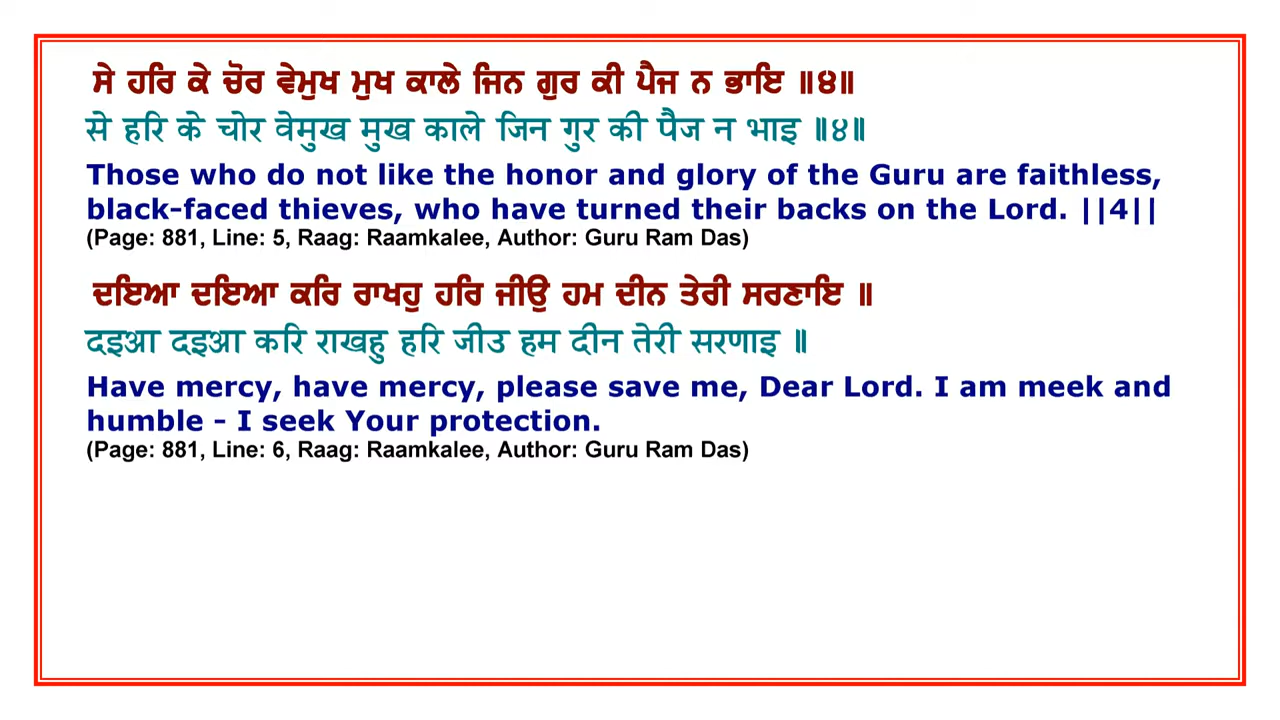 ਸੇ ਹਰਿ ਕੇ ਚੋਰ ਵੇਮੁਖ ਮੁਖ ਕਾਲੇ ਜਿਨ ਗੁਰ ਕੀ ਪੈਜ ਨ ਭਾਇ ॥੪॥
से हरि के चोर वेमुख मुख काले जिन गुर की पैज न भाइ ॥४॥
Those who do not like the honor and glory of the Guru are faithless,
black-faced thieves, who have turned their backs on the Lord. ||4||
(Page: 881, Line: 5, Raag: Raamkalee, Author: Guru Ram Das)
ਦਇਆ ਦਇਆ ਕਰਿ ਰਾਖਹੁ ਹਰਿ ਜੀਉ ਹਮ ਦੀਨ ਤੇਰੀ ਸਰਣਾਇ ॥
दइआ दइआ करि राखहु हरि जीउ हम दीन तेरी सरणाइ ॥
Have mercy, have mercy, please save me, Dear Lord. I am meek and
humble - I seek Your protection.
(Page: 881, Line: 6, Raag: Raamkalee, Author: Guru Ram Das)